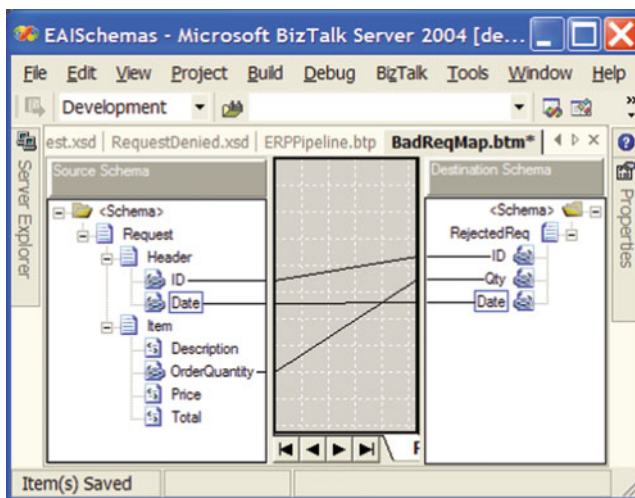 EAISchemas - Microsoft BizTalk Server 2004 [de...
File Edit View Project Build Debug BizTalk Tools Window Help
Development
est.xsd RequestDenied.xsd ERPPipeline.btp BadReqMap.btm*
Server Explorer
Source Schema
<Schema>
Request
Header
ID
Date
Item
Description
OrderQuantity
Price
Total
Destination Schema
<Schema>
RejectedReq
ID
Qty
Date
Properties
Item(s) Saved